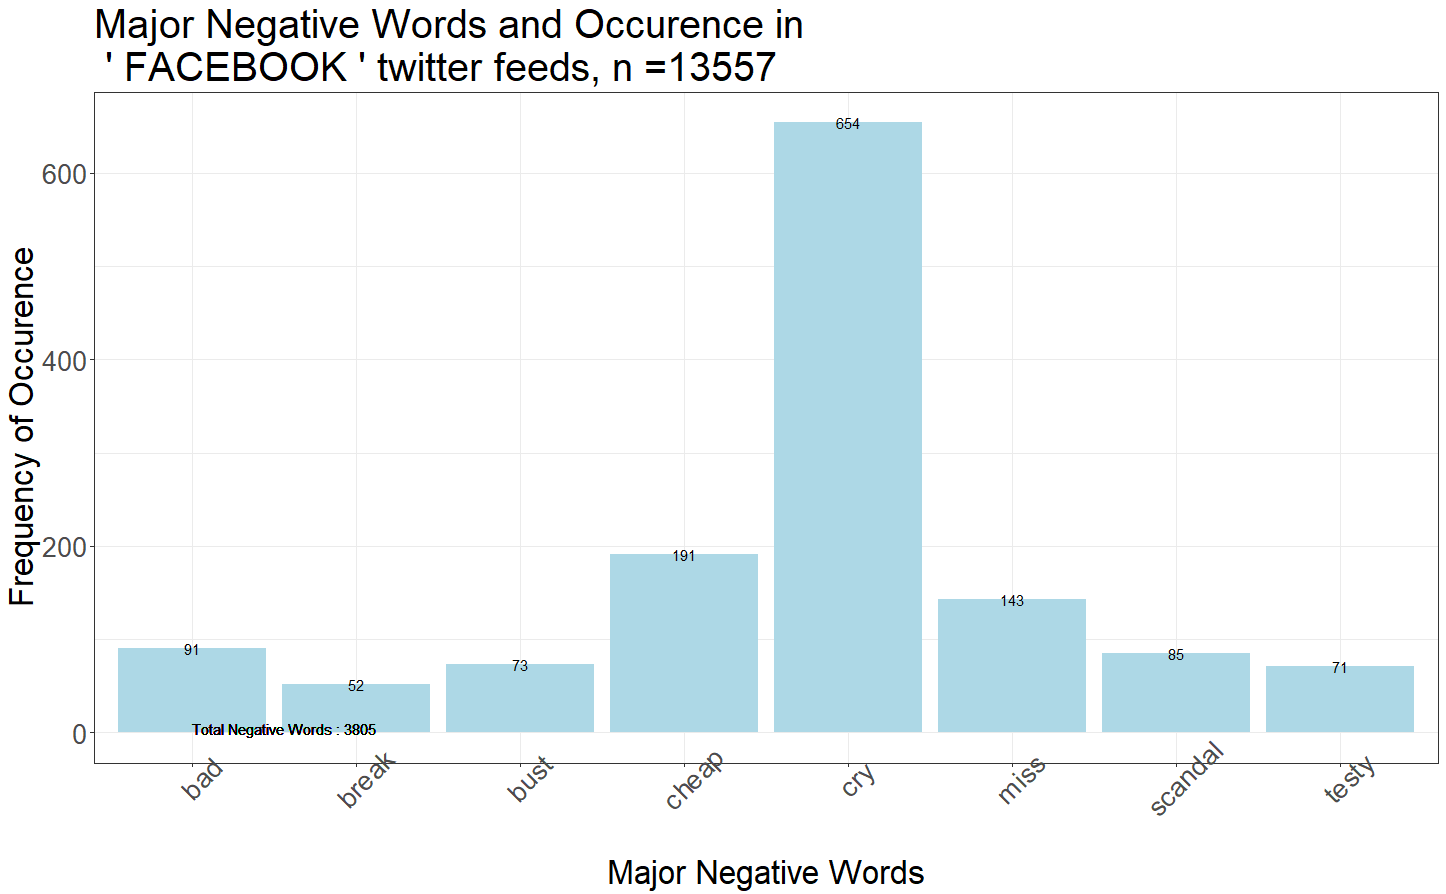 Major Negative Words and Occurence in
' FACEBOOK ' twitter feeds, n =13557
Frequency of Occurence
600
400
200
0
654
191
143
91
85
73
71
52
Total Negative Words : 3805
bad
break
bust
cheap
cry
miss
scandal
testy
Major Negative Words